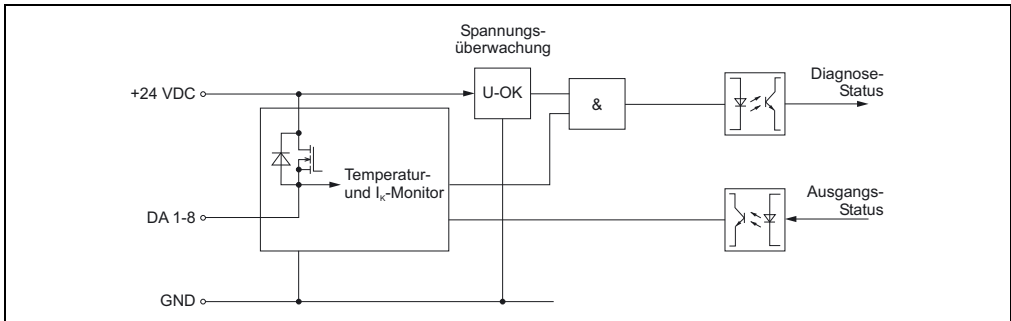 Spannungs-
überwachung
Diagnose-
Status
+24 VDC
U-OK
&
Temperatur-
und Iₖ-Monitor
Ausgangs-
Status
DA 1-8
GND